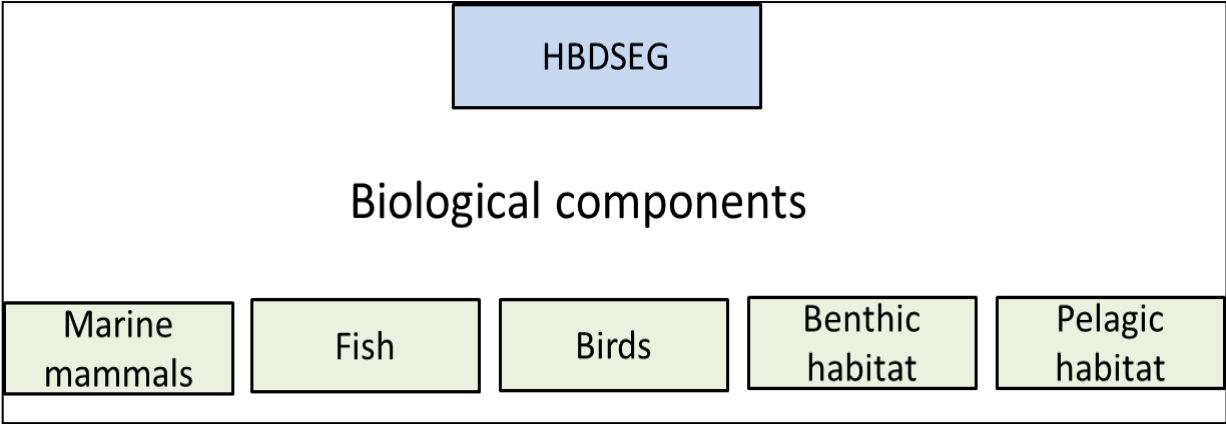 HBDSEG
Biological components
Marine
mammals
Fish
Birds
Benthic
habitat
Pelagic
habitat